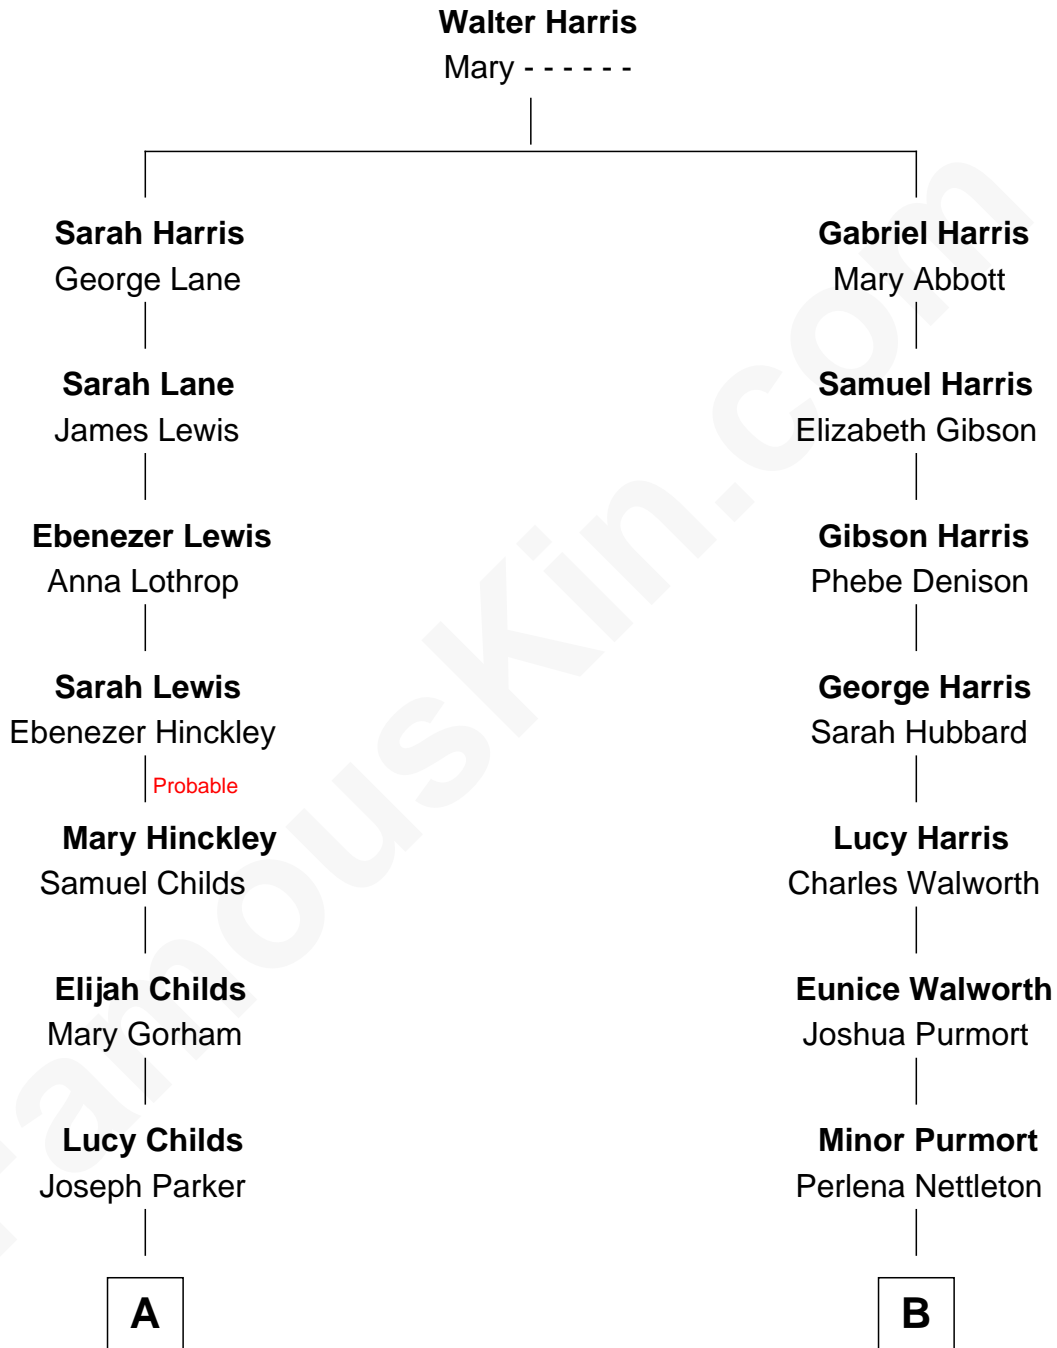 Walter Harris
Mary - - - - - -
Sarah Harris
George Lane
Sarah Lane
James Lewis
Ebenezer Lewis
Anna Lothrop
Sarah Lewis
Ebenezer Hinckley
Probable
Mary Hinckley
Samuel Childs
Elijah Childs
Mary Gorham
Lucy Childs
Joseph Parker
A
Gabriel Harris
Mary Abbott
Samuel Harris
Elizabeth Gibson
Gibson Harris
Phebe Denison
George Harris
Sarah Hubbard
Lucy Harris
Charles Walworth
Eunice Walworth
Joshua Purmort
Minor Purmort
Perlena Nettleton
B
FamousKin.com